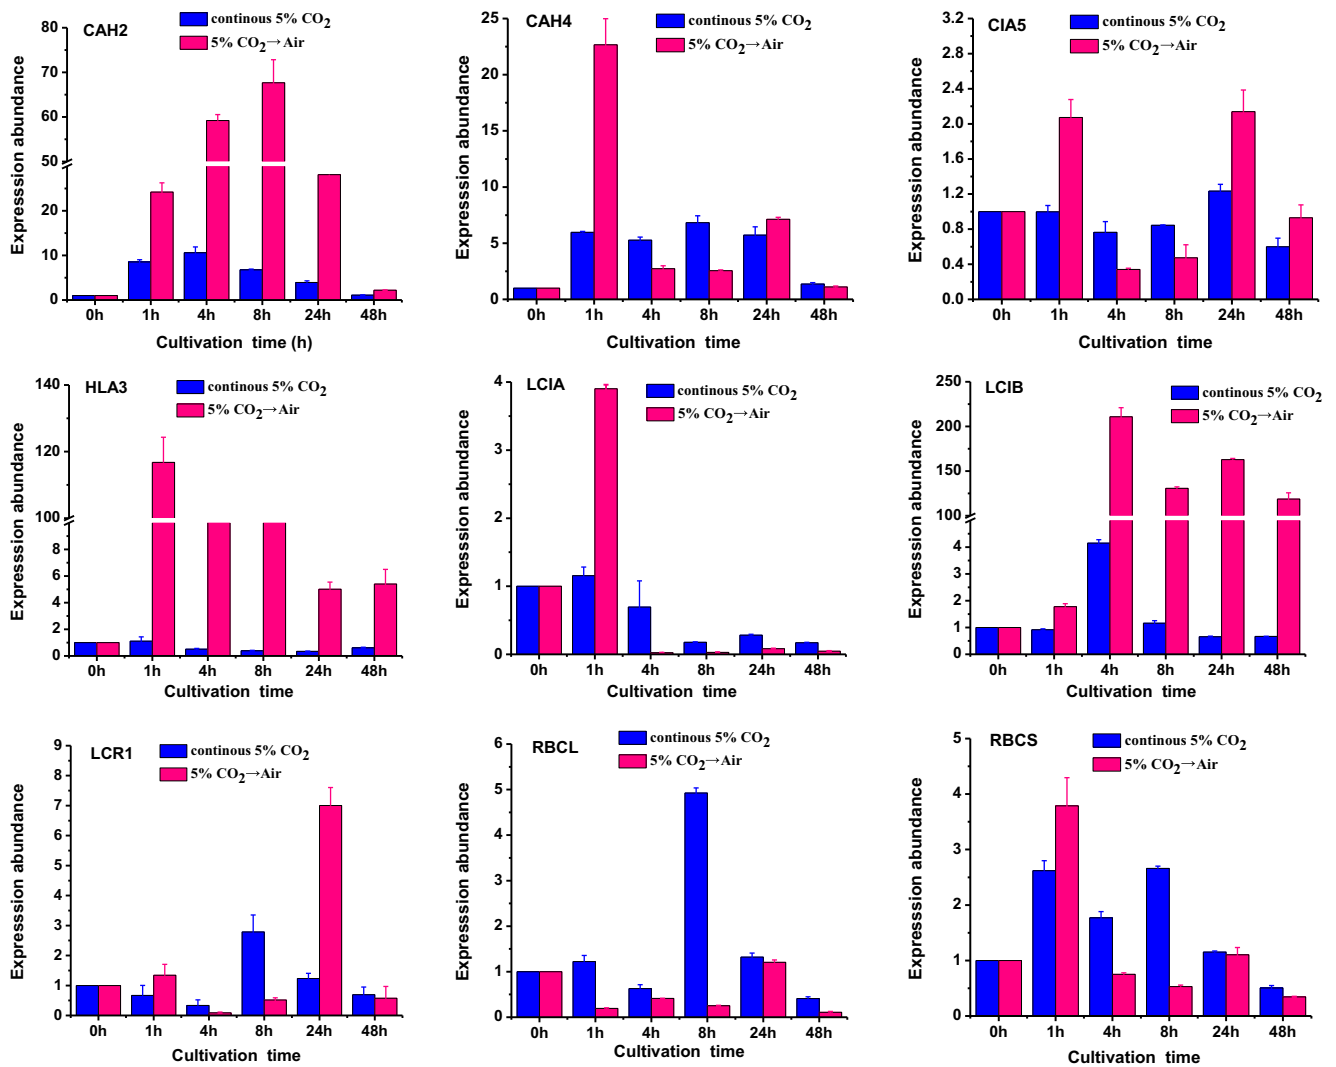 CAH2
continous 5% CO2
5% CO2→Air
Expresssion abundance
80
70
60
50
20
10
0
0h 1h 4h 8h 24h 48h
Cultivation time (h)
CAH4
continous 5% CO2
5% CO2→Air
Expresssion abundance
25
20
15
10
5
0
0h 1h 4h 8h 24h 48h
Cultivation time
CIA5
continous 5% CO2
5% CO2→Air
Expresssion abundance
3.2
2.8
2.4
2.0
1.6
1.2
0.8
0.4
0.0
0h 1h 4h 8h 24h 48h
Cultivation time
HLA3
continous 5% CO2
5% CO2→Air
Expresssion abundance
140
120
100
8
6
4
2
1
0
0h 1h 4h 8h 24h 48h
Cultivation time
LCIA
continous 5% CO2
5% CO2→Air
Expresssion abundance
4
3
2
1
0
0h 1h 4h 8h 24h 48h
Cultivation time
LCIB
continous 5% CO2
5% CO2→Air
Expresssion abundance
250
200
150
100
4
3
2
1
0
0h 1h 4h 8h 24h 48h
Cultivation time
LCR1
continous 5% CO2
5% CO2→Air
Expresssion abundance
9
8
7
6
5
4
3
2
1
0
0h 1h 4h 8h 24h 48h
Cultivation time
RBCL
continous 5% CO2
5% CO2→Air
Expresssion abundance
6
5
4
3
2
1
0
0h 1h 4h 8h 24h 48h
Cultivation time
RBCS
continous 5% CO2
5% CO2→Air
Expresssion abundance
5
4
3
2
1
0
0h 1h 4h 8h 24h 48h
Cultivation time